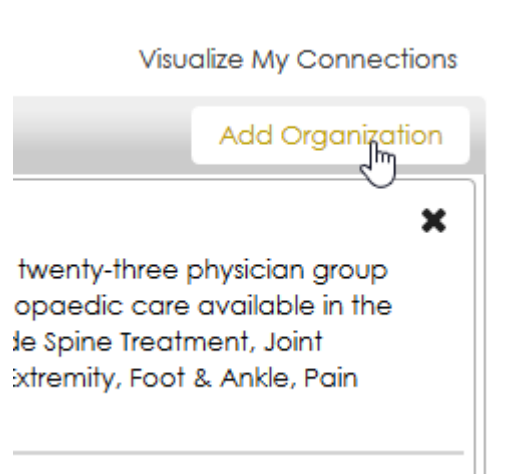 Visualize My Connections
Add Organization
twenty-three physician group
opaedic care available in the
de Spine Treatment, Joint
Extremity, Foot & Ankle, Pain